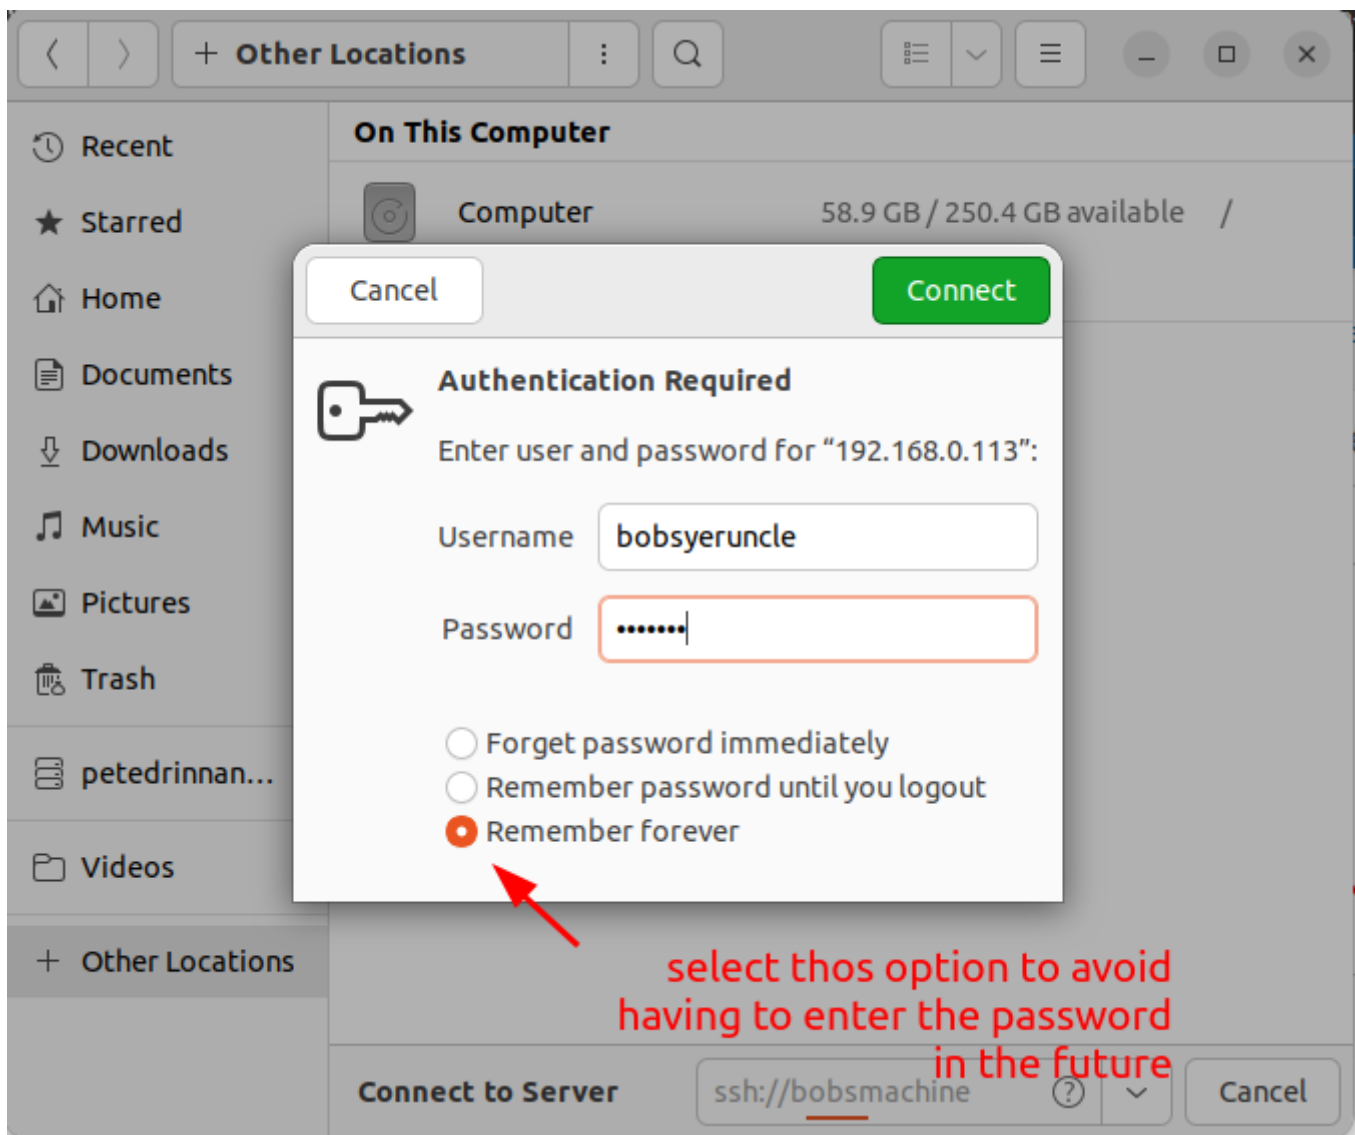 Other Locations
Recent
Starred
Home
Documents
Downloads
Music
Pictures
Trash
petedrinnan...
Videos
Other Locations
On This Computer
Computer 58.9 GB / 250.4 GB available /
Cancel Connect
Authentication Required
Enter user and password for “192.168.0.113”:
Username bobsyeruncle
Password •••••••
Forget password immediately
Remember password until you logout
Remember forever
select thos option to avoid
having to enter the password
in the future
Connect to Server ssh://bobsmachine Cancel